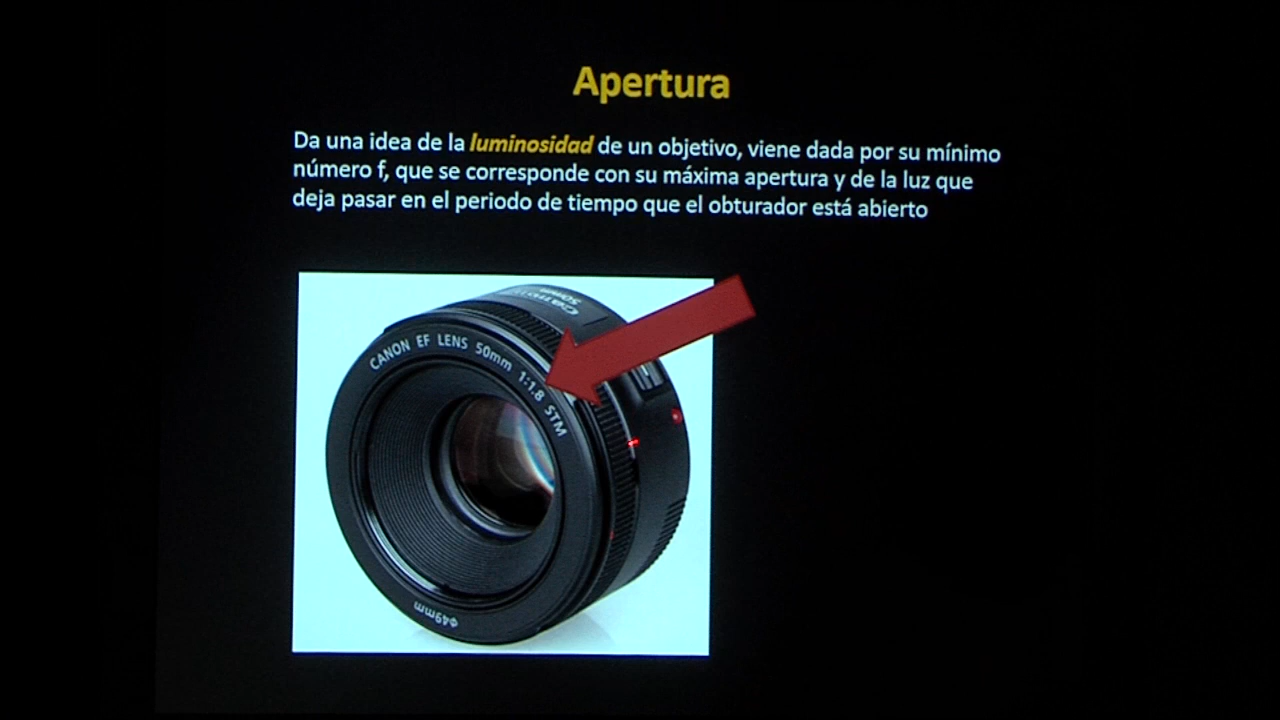 Apertura
Da una idea de la luminosidad de un objetivo, viene dada por su mínimo
número f, que se corresponde con su máxima apertura y de la luz que
deja pasar en el periodo de tiempo que el obturador está abierto
Canon
50mm
CANON EF LENS 50mm 1:1.8 STM
ϕ49mm